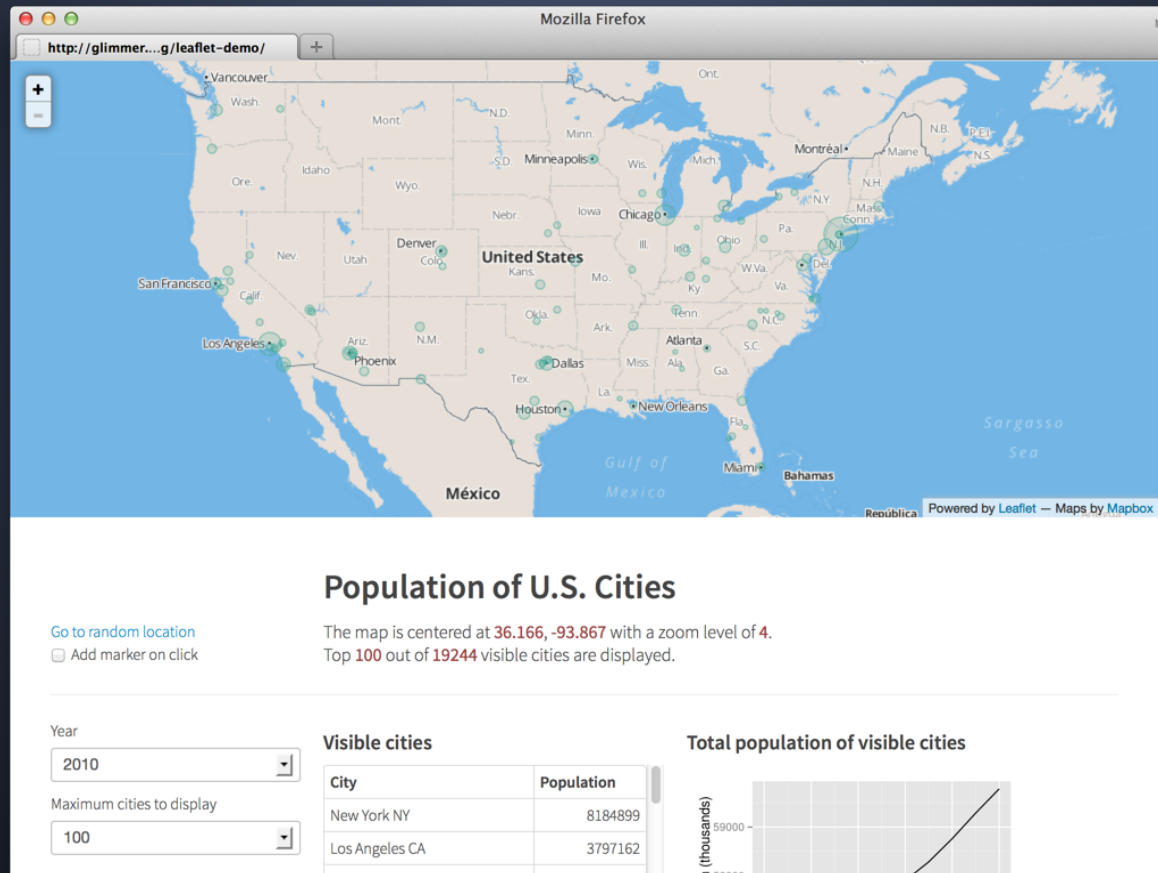 Mozilla Firefox
http://glimmer....g/leaflet-demo/
+
+
−
Vancouver
Ont.
Wash.
Mont.
N.D.
N.B.
P.E.I.
Minn.
Montréal
Maine
N.S.
S.D.
Minneapolis
Wis.
Mich.
Ore.
Idaho
Wyo.
N.H.
N.Y.
Mass.
Nebr.
Iowa
Chicago
Conn.
Pa.
Denver
Ill.
Ind.
Ohio
N.J.
Nev.
Utah
Colo.
United States
Kans.
Mo.
W.Va.
Del.
San Francisco
Calif.
Ky.
Va.
Okla.
Ark.
Tenn.
N.C.
Los Angeles
Ariz.
N.M.
Atlanta
S.C.
Phoenix
Dallas
Miss.
Ala.
Ga.
Tex.
La.
Houston
New Orleans
Fla.
Sargasso
Sea
Gulf of
Mexico
Miami
Bahamas
México
República
Powered by Leaflet — Maps by Mapbox
Population of U.S. Cities
Go to random location
The map is centered at 36.166, -93.867 with a zoom level of 4.
Add marker on click
Top 100 out of 19244 visible cities are displayed.
Year
2010
Maximum cities to display
100
Visible cities
City Population
New York NY 8184899
Los Angeles CA 3797162
Total population of visible cities
59000
(thousands)